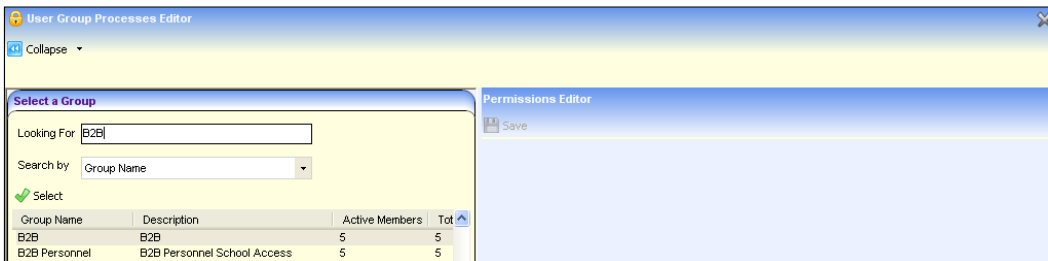 User Group Processes Editor
Collapse
Select a Group
Permissions Editor
Looking For B2B
Save
Search by Group Name
Select
Group Name Description Active Members Tot
B2B B2B 5 5
B2B Personnel B2B Personnel School Access 5 5